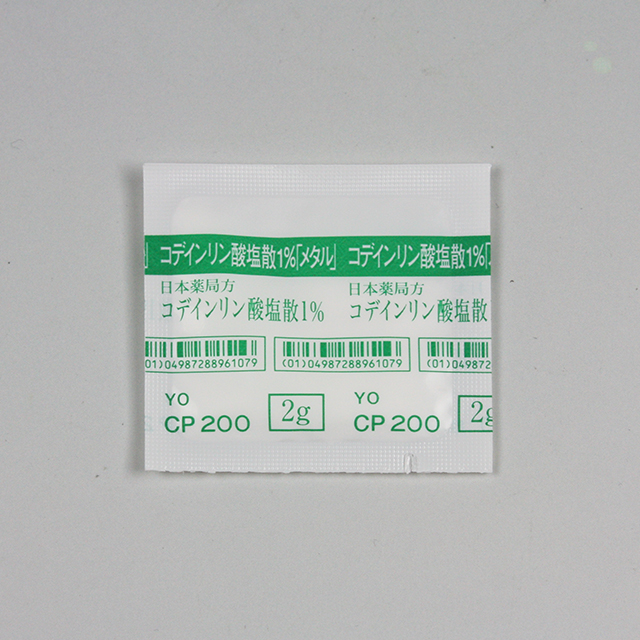 」 コデインリン酸塩散1%「メタル」 コデインリン酸塩散1%「メ
日本薬局方 日本薬局方
コデインリン酸塩散1% コデインリン酸塩散
(01)04987288961079 (01)04987288961079 (01)049872889
YO YO
CP 200 2g CP 200 2g